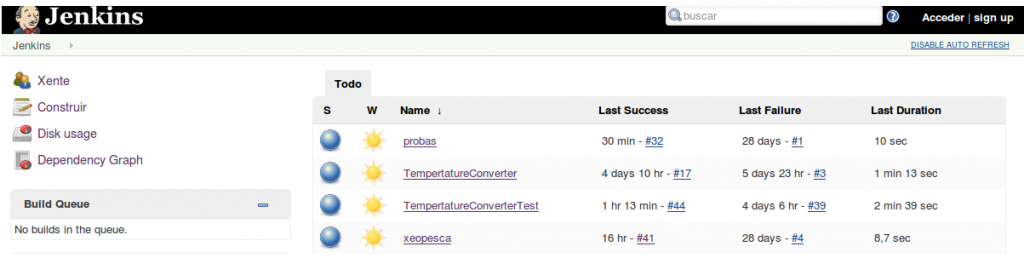 Jenkins
buscar
Acceder | sign up
Jenkins
DISABLE AUTO REFRESH
Xente
Construir
Disk usage
Dependency Graph
Build Queue
No builds in the queue.
Todo
S W Name ↓ Last Success Last Failure Last Duration
probas 30 min - #32 28 days - #1 10 sec
TempertatureConverter 4 days 10 hr - #17 5 days 23 hr - #3 1 min 13 sec
TempertatureConverterTest 1 hr 13 min - #44 4 days 6 hr - #39 2 min 39 sec
xeopesca 16 hr - #41 28 days - #4 8,7 sec